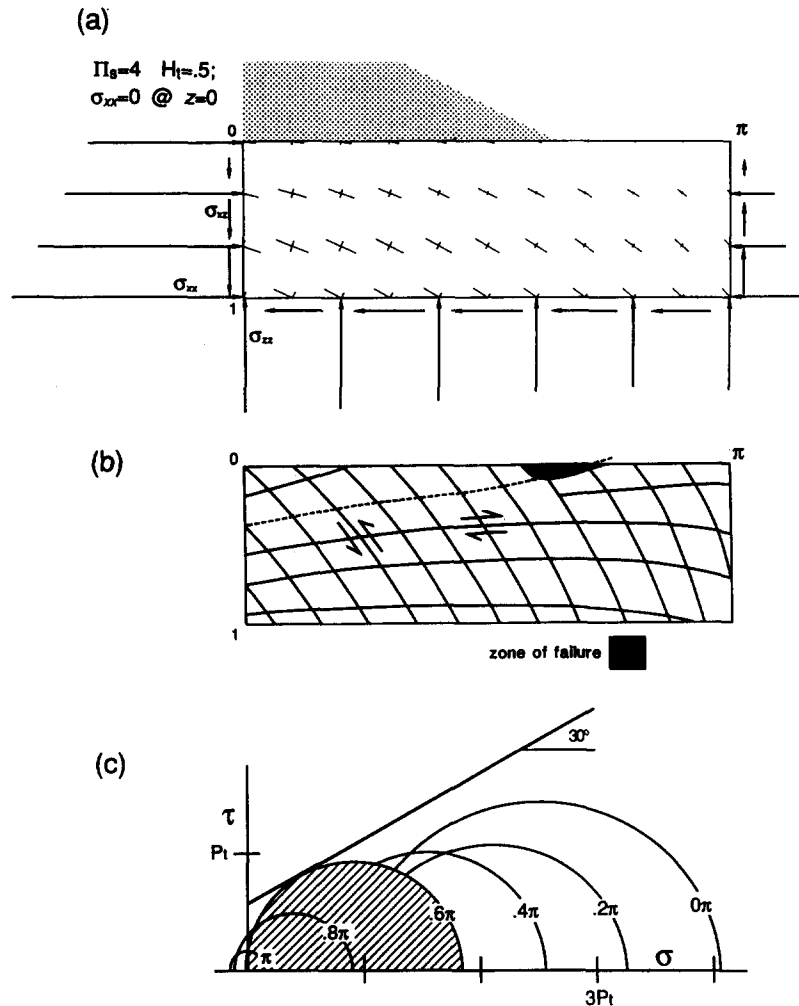 (a)
Π₈=4 H₁=.5;
σxx=0 @ z=0
0 π
σxz
σxx
1
σzz
(b)
0 π
1
zone of failure
(c)
30°
τ
Pt
π .8π .6π .4π .2π 0π
σ
3Pt